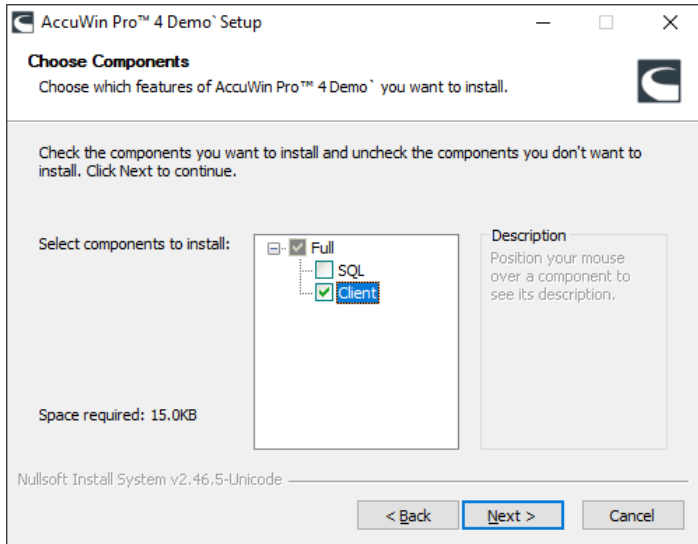 AccuWin Pro™ 4 Demo` Setup
Choose Components
Choose which features of AccuWin Pro™ 4 Demo` you want to install.
Check the components you want to install and uncheck the components you don't want to
install. Click Next to continue.
Select components to install:
Full
SQL
Client
Description
Position your mouse
over a component to
see its description.
Space required: 15.0KB
Nullsoft Install System v2.46.5-Unicode
< Back
Next >
Cancel